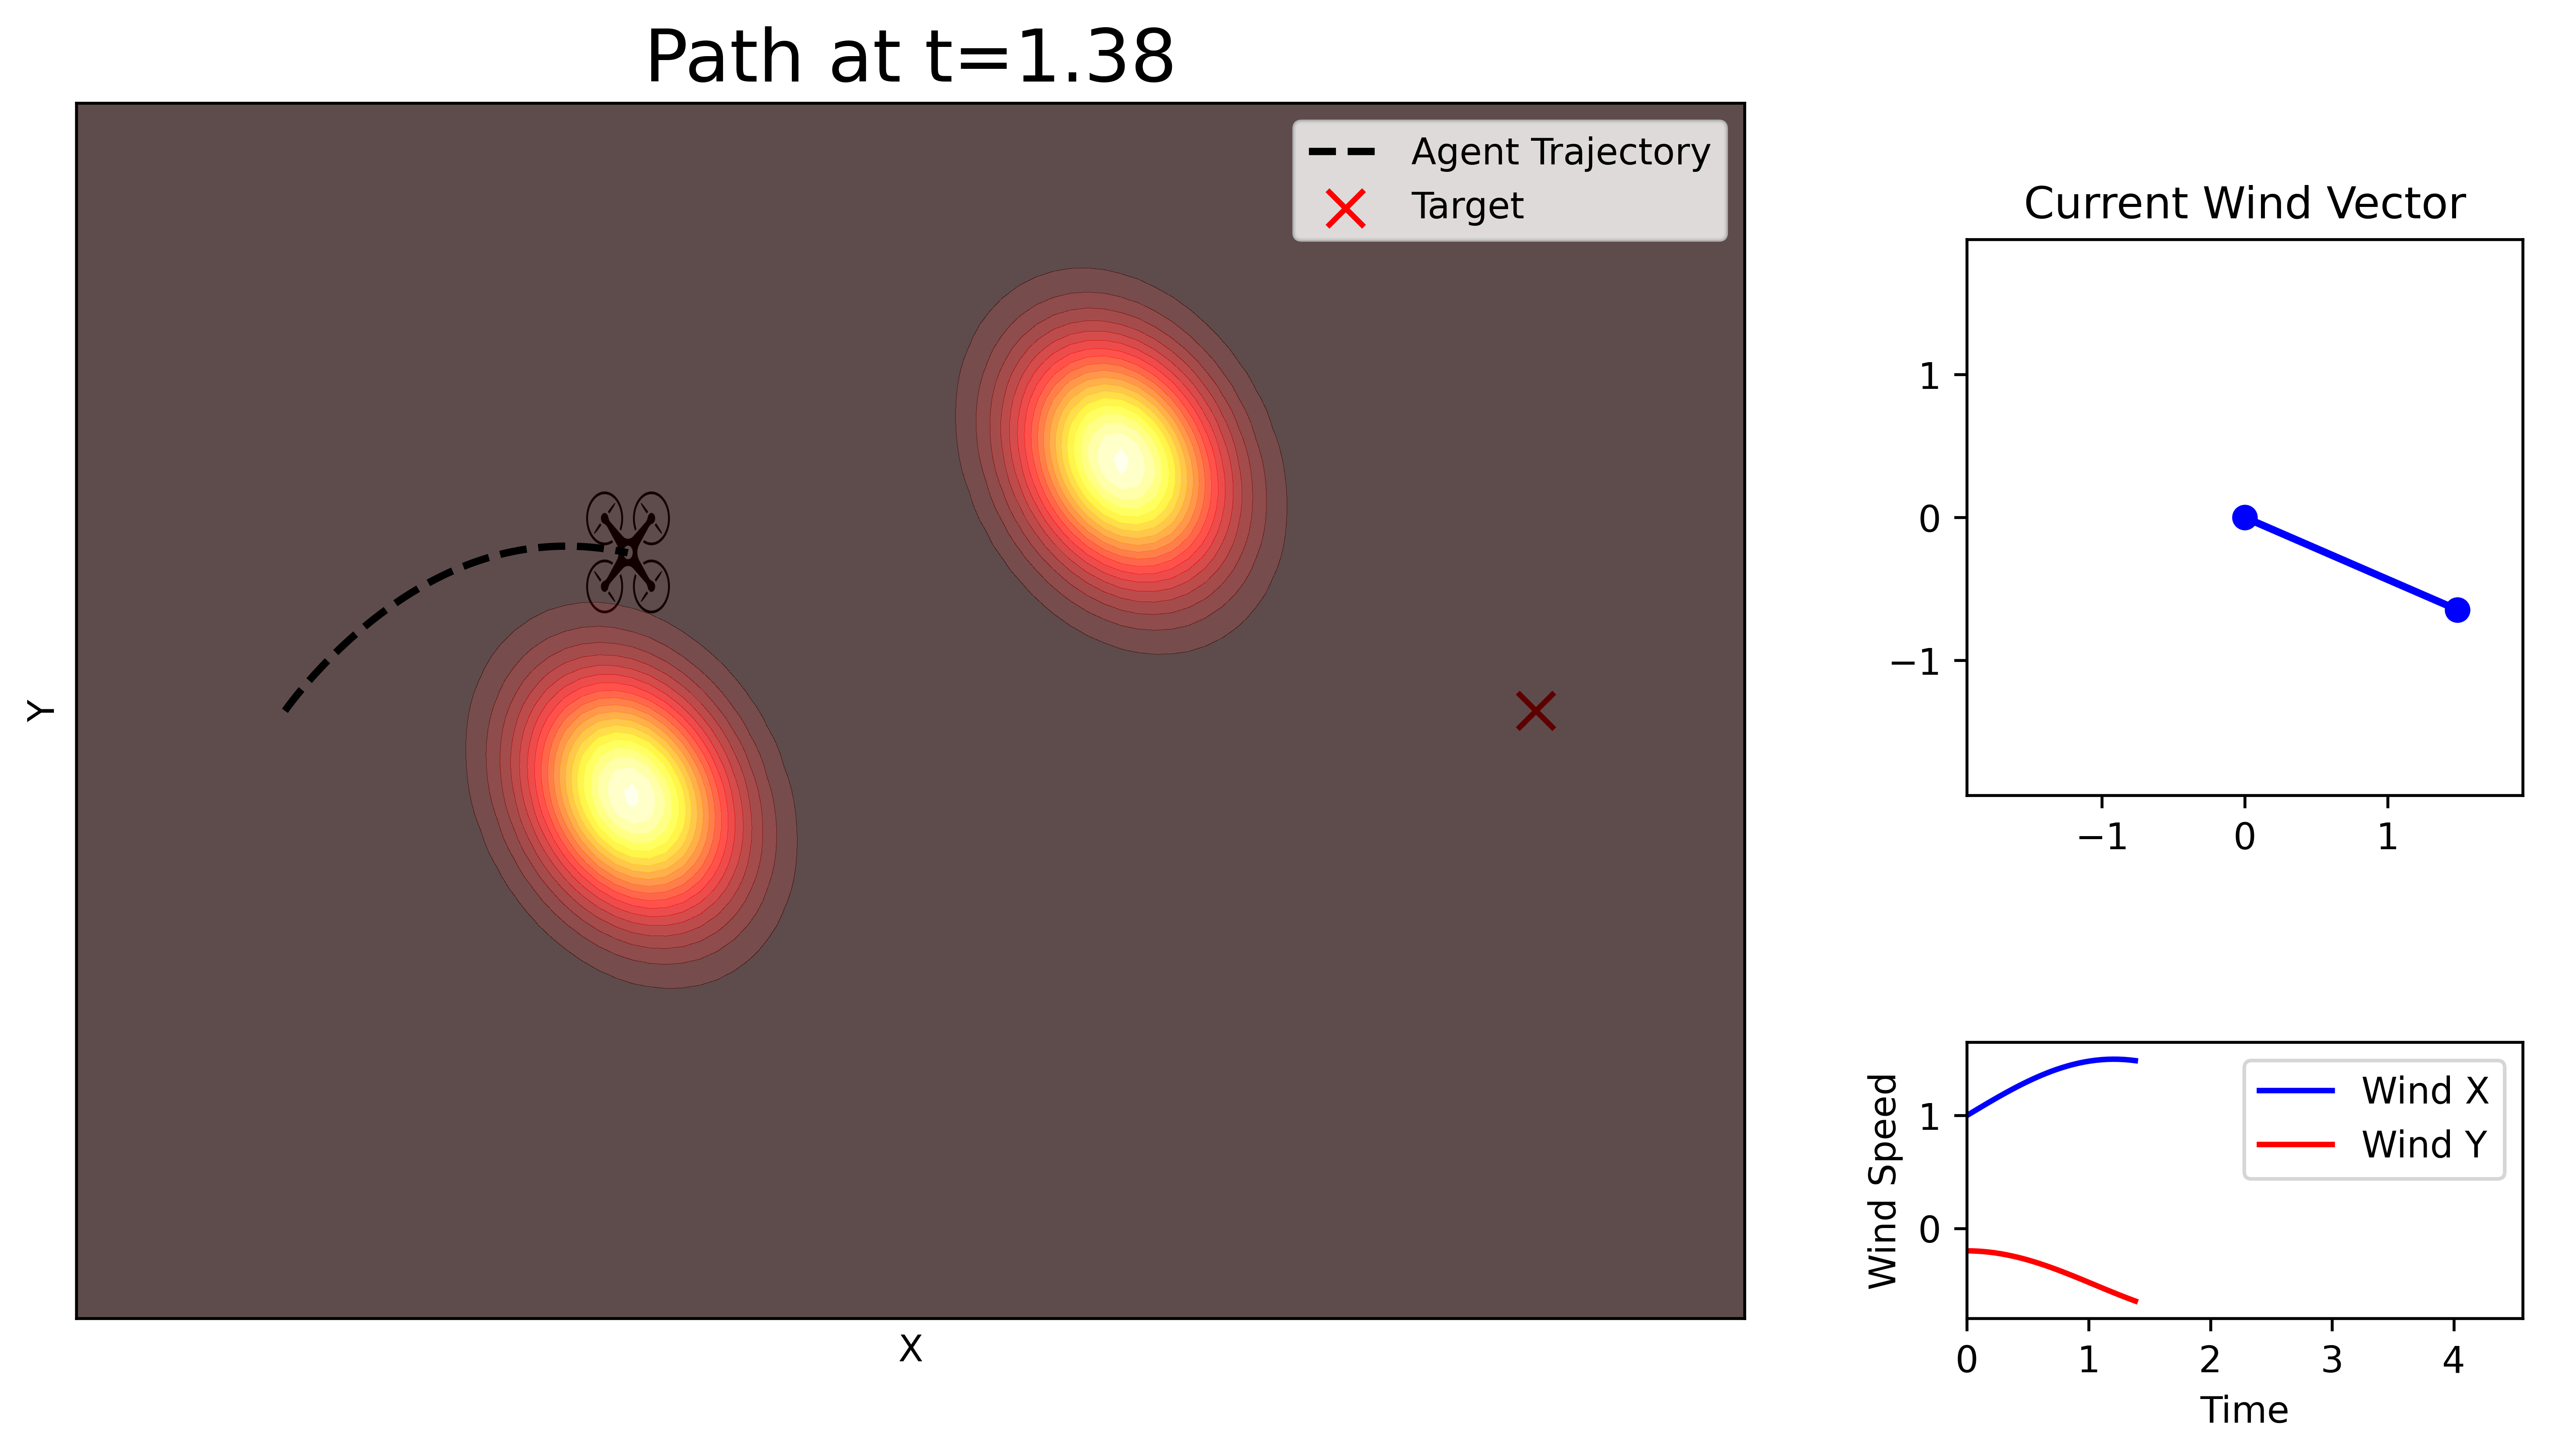 Path at t=1.38
Agent Trajectory
Target
Y
X
Current Wind Vector
1
0
−1
−1
0
1
Wind Speed
1
0
Wind X
Wind Y
0
1
2
3
4
Time